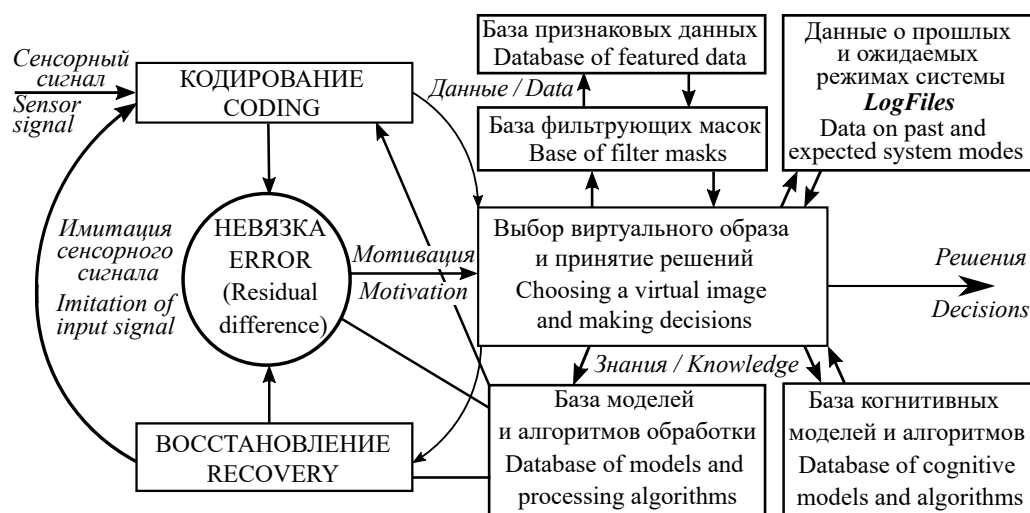 Сенсорный
сигнал
Sensor
signal
КОДИРОВАНИЕ
CODING
Данные / Data
База признаковых данных
Database of featured data
База фильтрующих масок
Base of filter masks
Данные о прошлых
и ожидаемых
режимах системы
LogFiles
Data on past and
expected system modes
Имитация
сенсорного
сигнала
Imitation of
input signal
НЕВЯЗКА
ERROR
(Residual
difference)
Мотивация
Motivation
Выбор виртуального образа
и принятие решений
Choosing a virtual image
and making decisions
Решения
Decisions
Знания / Knowledge
ВОССТАНОВЛЕНИЕ
RECOVERY
База моделей
и алгоритмов обработки
Database of models and
processing algorithms
База когнитивных
моделей и алгоритмов
Database of cognitive
models and algorithms